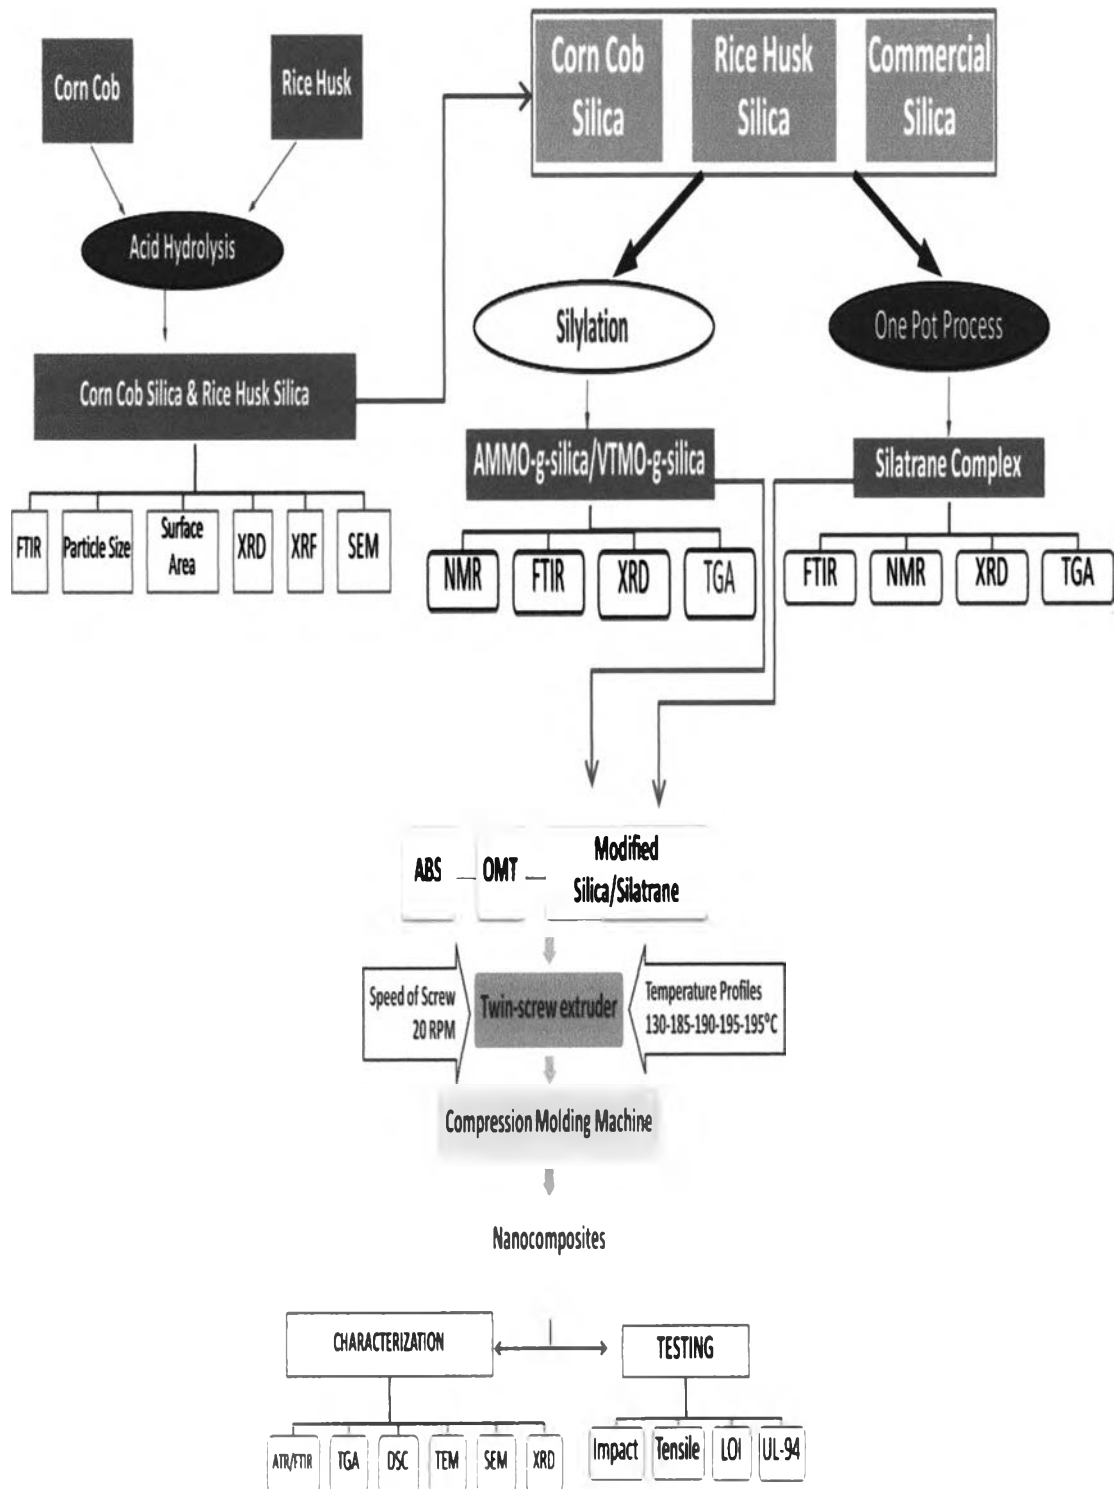 Corn Cob
Rice Husk
Acid Hydrolysis
Corn Cob Silica & Rice Husk Silica
FTIR
Particle Size
Surface
Area
XRD
XRF
SEM
Corn Cob
Silica
Rice Husk
Silica
Commercial
Silica
Silylation
One Pot Process
AMMO-g-silica/VTMO-g-silica
Silatrane Complex
NMR
FTIR
XRD
TGA
FTIR
NMR
XRD
TGA
ABS
OMT
Modified
Silica/Silatrane
Speed of Screw
20 RPM
Twin-screw extruder
Temperature Profiles
130-185-190-195-195°C
Compression Molding Machine
Nanocomposites
CHARACTERIZATION
TESTING
ATR/FTIR
TGA
DSC
TEM
SEM
XRD
Impact
Tensile
LOI
UL-94